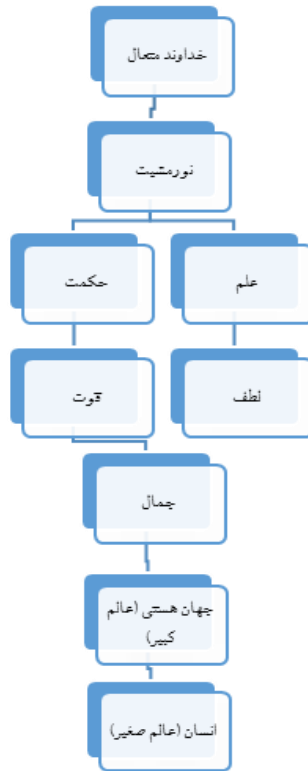 خداوند متعال
نورمشیت
علم
حکمت
لطف
قوت
جمال
جهان هستی (عالم
کبیر)
انسان (عالم صغیر)